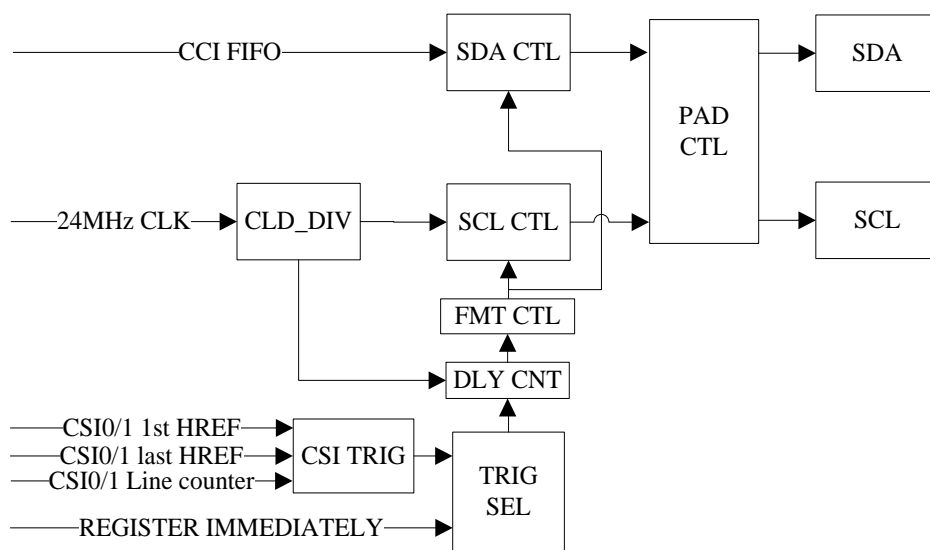 CCI FIFO
SDA CTL
SDA
PAD
CTL
24MHz CLK
CLD_DIV
SCL CTL
SCL
FMT CTL
DLY CNT
CSI0/1 1st HREF
CSI0/1 last HREF
CSI0/1 Line counter
CSI TRIG
TRIG
SEL
REGISTER IMMEDIATELY